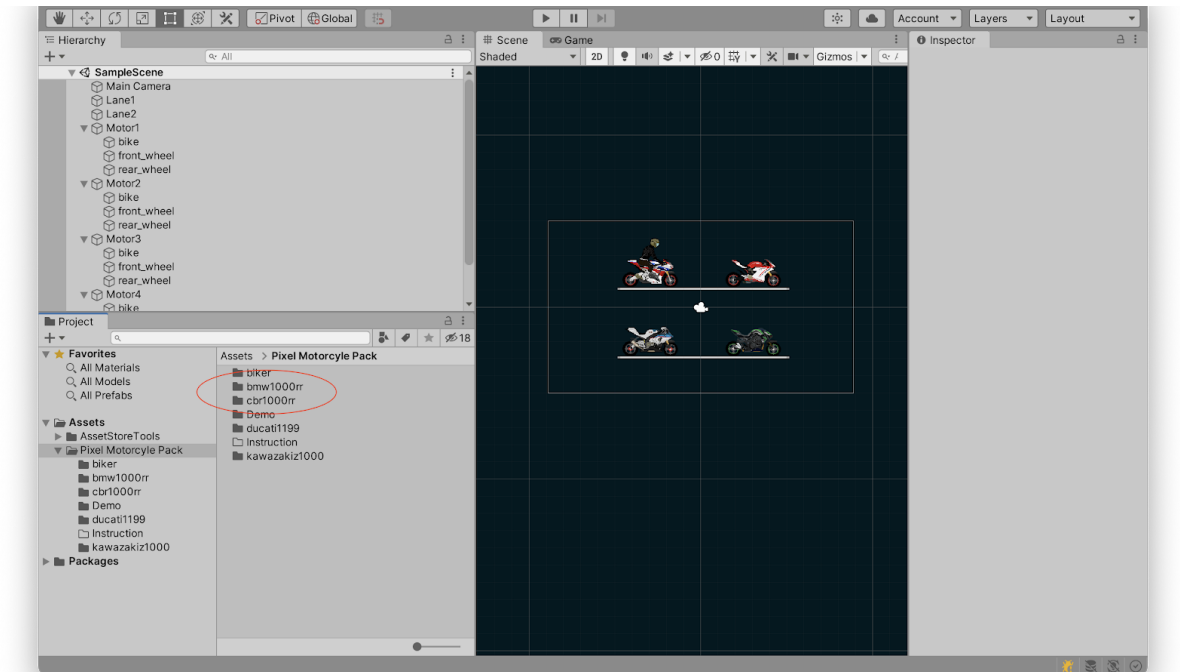 Pivot Global Account Layers Layout
Hierarchy
All
SampleScene
Main Camera
Lane1
Lane2
Motor1
bike
front_wheel
rear_wheel
Motor2
bike
front_wheel
rear_wheel
Motor3
bike
front_wheel
rear_wheel
Motor4
bike
Scene Game
Shaded 2D 0 Gizmos
Inspector
Project
18
Favorites
All Materials
All Models
All Prefabs
Assets
AssetStoreTools
Pixel Motorcyle Pack
biker
bmw1000rr
cbr1000rr
Demo
ducati1199
Instruction
kawazakiz1000
Packages
Assets > Pixel Motorcyle Pack
biker
bmw1000rr
cbr1000rr
Demo
ducati1199
Instruction
kawazakiz1000